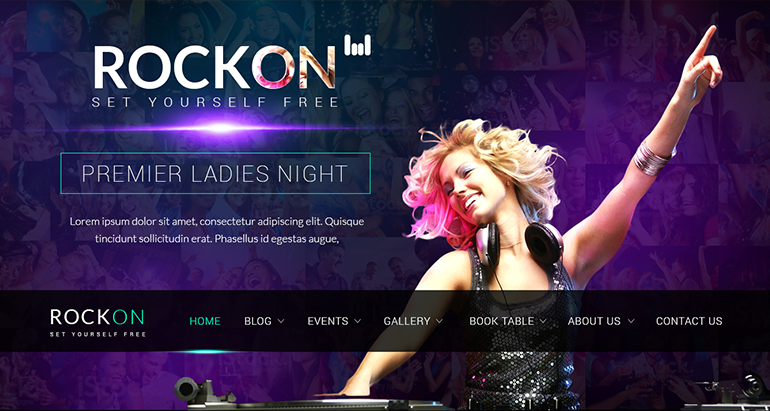 ROCKON
SET YOURSELF FREE
PREMIER LADIES NIGHT
Lorem ipsum dolor sit amet, consectetur adipiscing elit. Quisque
tincidunt sollicitudin erat. Phasellus id egestas augue,
ROCKON
SET YOURSELF FREE
HOME BLOG EVENTS GALLERY BOOK TABLE ABOUT US CONTACT US